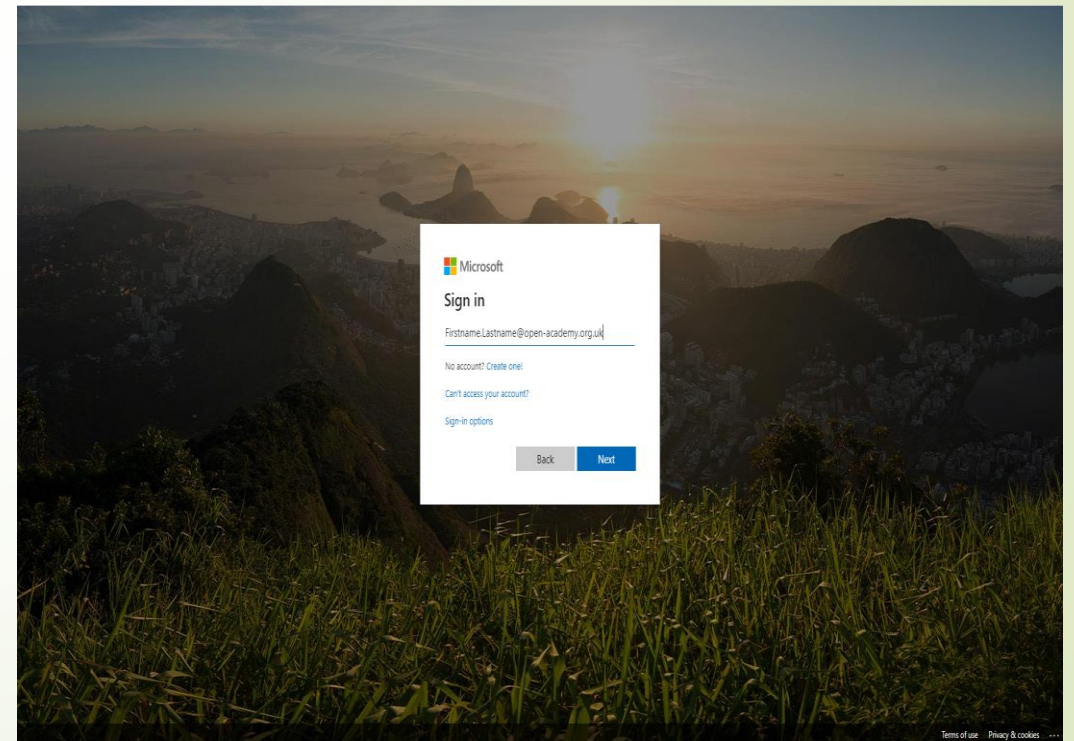 Microsoft
Sign in
Firstname.Lastname@open-academy.org.uk
No account? Create one!
Can't access your account?
Sign-in options
Back Next
Terms of use Privacy & cookies ...